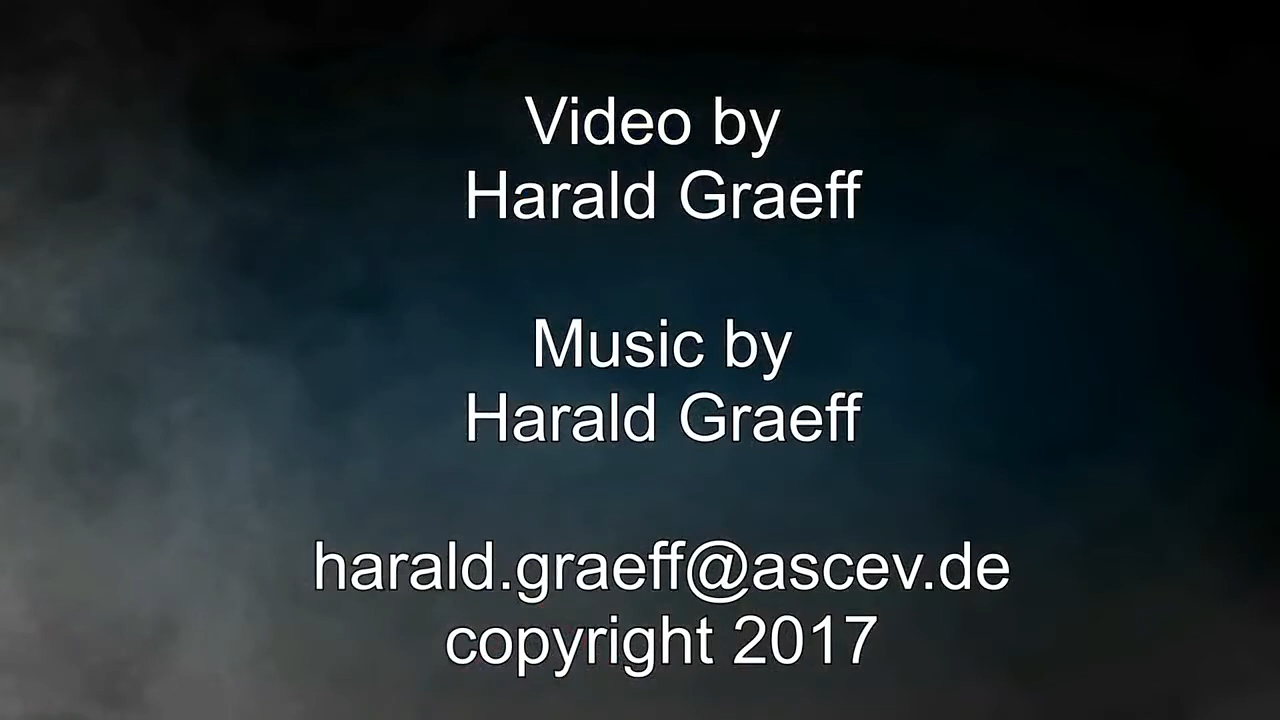 Video by
Harald Graeff
Music by
Harald Graeff
harald.graeff@ascev.de
copyright 2017